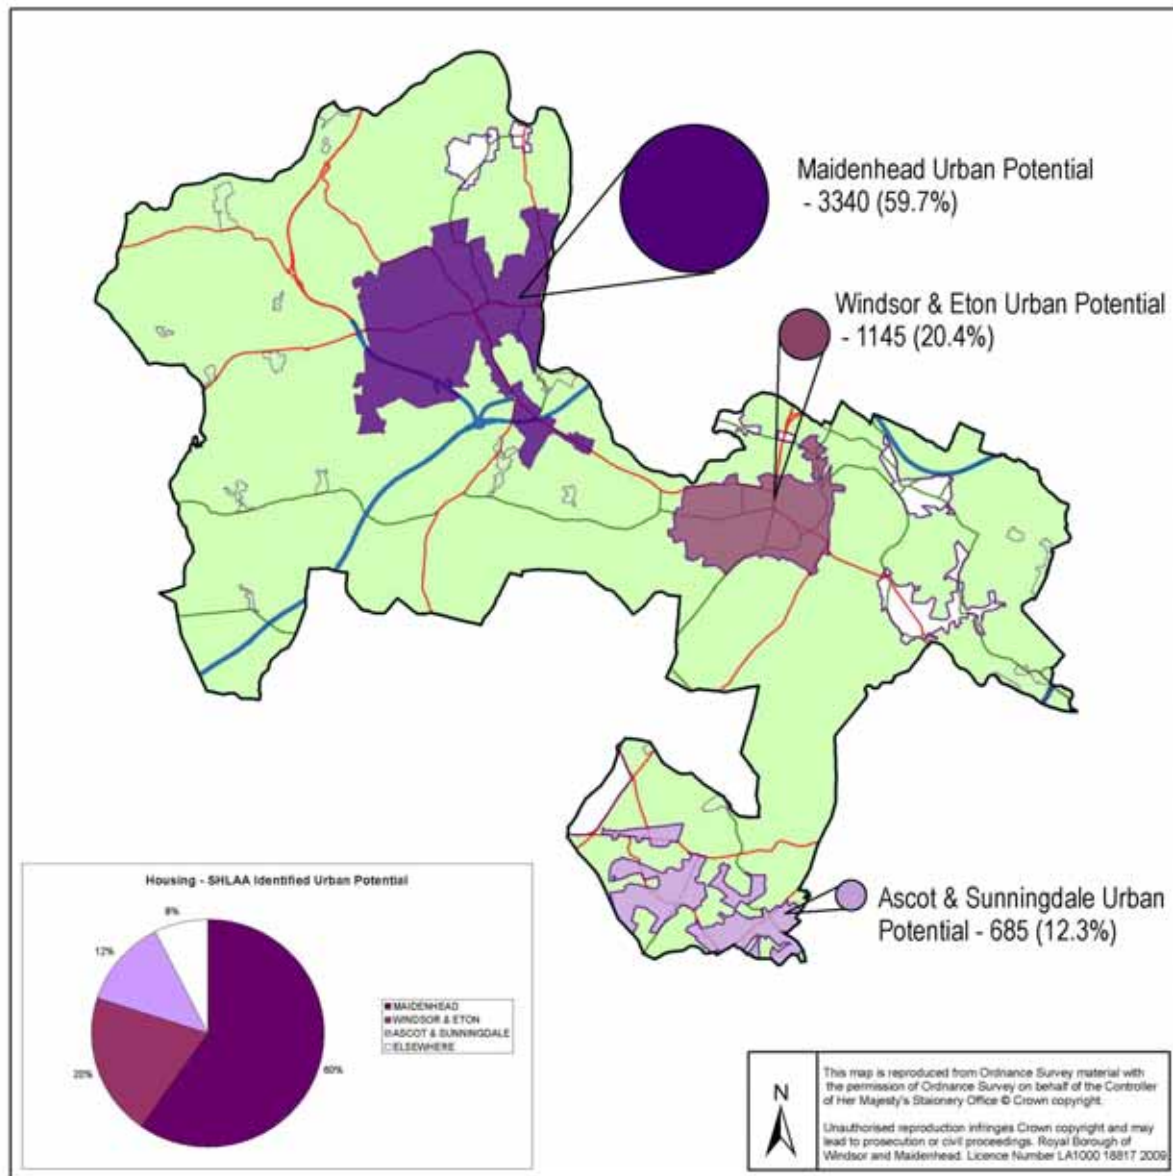 Maidenhead Urban Potential
- 3340 (59.7%)
Windsor & Eton Urban Potential
- 1145 (20.4%)
Ascot & Sunningdale Urban
Potential - 685 (12.3%)
Housing - SHLAA Identified Urban Potential
8%
12%
20%
60%
MAIDENHEAD
WINDSOR & ETON
ASCOT & SUNNINGDALE
ELSEWHERE
N
This map is reproduced from Ordnance Survey material with
the permission of Ordnance Survey on behalf of the Controller
of Her Majesty's Staionery Office © Crown copyright.
Unauthorised reproduction infringes Crown copyright and may
lead to prosecution or civil proceedings. Royal Borough of
Windsor and Maidenhead. Licence Number LA1000 18817 2009